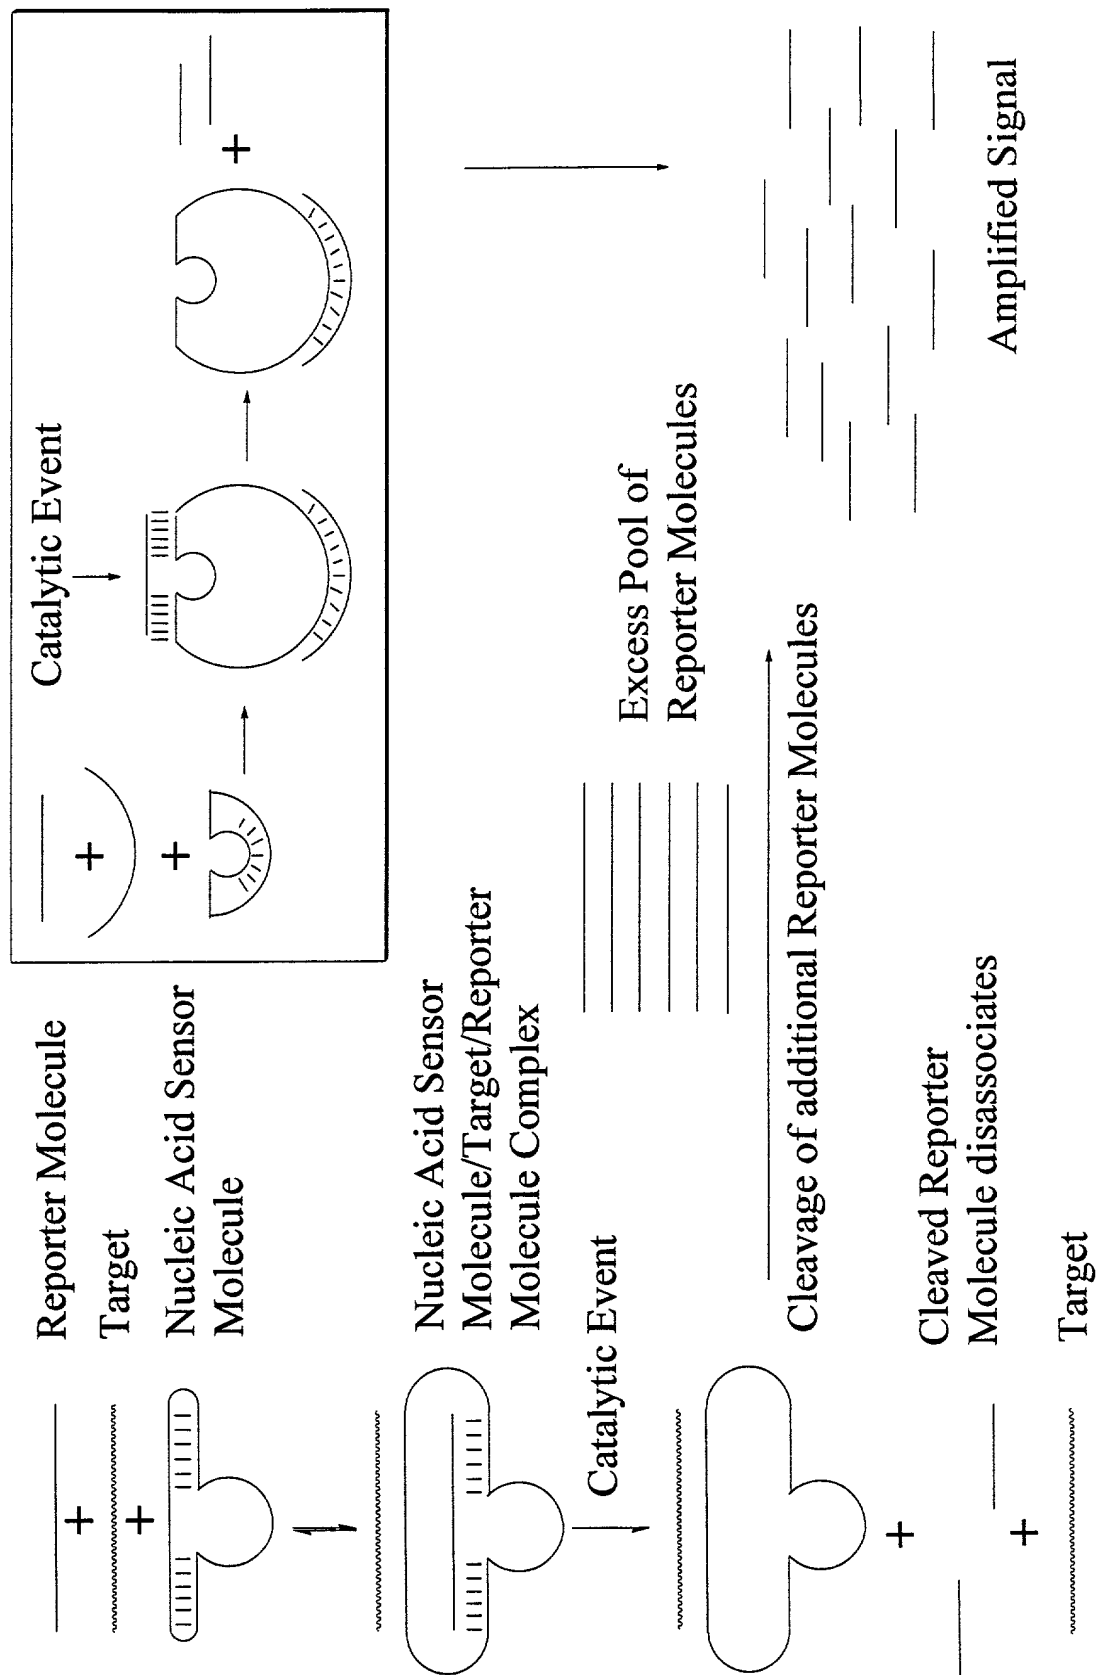 Reporter Molecule
Target
Nucleic Acid Sensor
Molecule
Nucleic Acid Sensor
Molecule/Target/Reporter
Molecule Complex
Catalytic Event
Cleavage of additional Reporter Molecules
Cleaved Reporter
Molecule disassociates
Target
Catalytic Event
Excess Pool of
Reporter Molecules
Amplified Signal